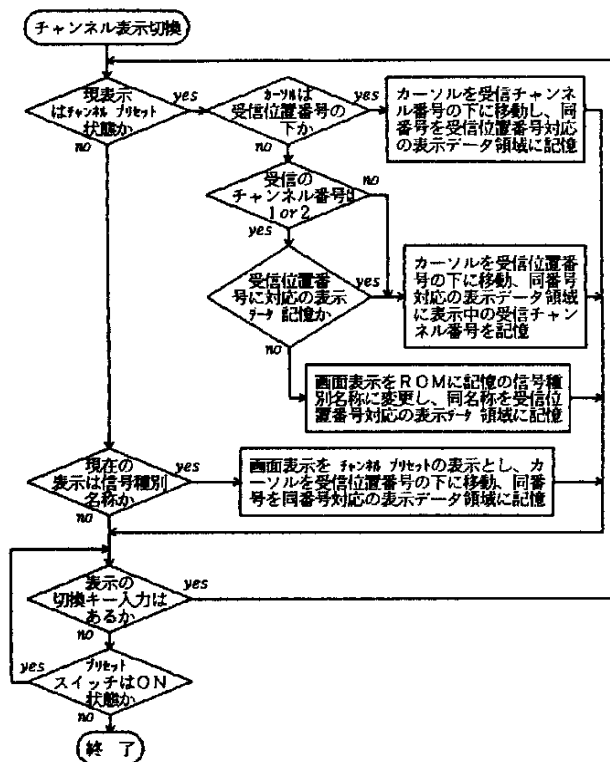 チャンネル表示切換
現表示
はチャンネル プリセット
状態か
yes
no
カーソルは
受信位置番号の
下か
yes
no
カーソルを受信チャンネ
ル番号の下に移動し、同
番号を受信位置番号対応
の表示データ領域に記憶
受信の
チャンネル番号は
1 or 2
no
yes
受信位置番
号に対応の表示
データ 記憶か
yes
no
カーソルを受信位置番
号の下に移動、同番号
対応の表示データ領域
に表示中の受信チャン
ネル番号を記憶
画面表示をROMに記憶の信号種
別名称に変更し、同名称を受信位
置番号対応の表示データ 領域に記憶
現在の
表示は信号種別
名称か
yes
no
画面表示を チャンネル プリセットの表示とし、カ
ーソルを受信位置番号の下に移動、同番
号を同番号対応の表示データ領域に記憶
表示の
切換キー入力は
あるか
yes
no
プリセット
スイッチはON
状態か
yes
no
終 了